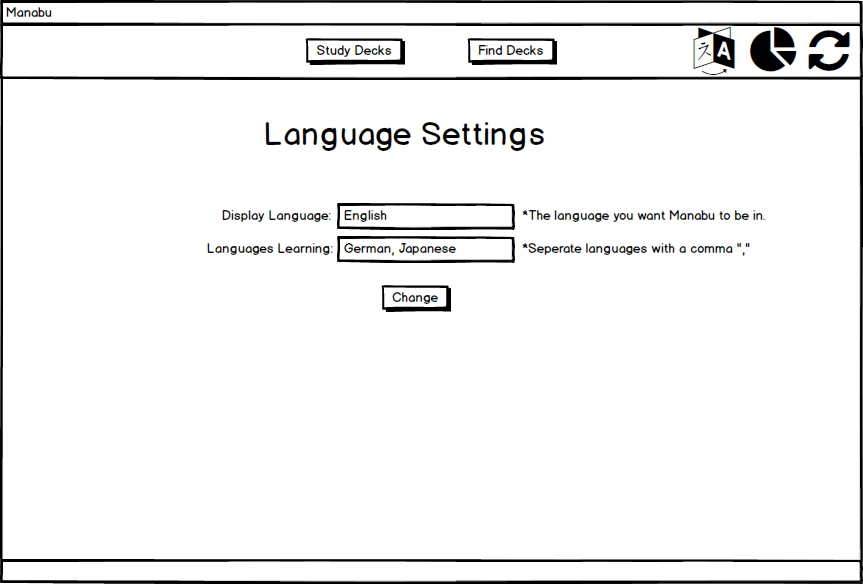 Manabu
Study Decks
Find Decks
Language Settings
Display Language: English *The language you want Manabu to be in.
Languages Learning: German, Japanese *Seperate languages with a comma ","
Change